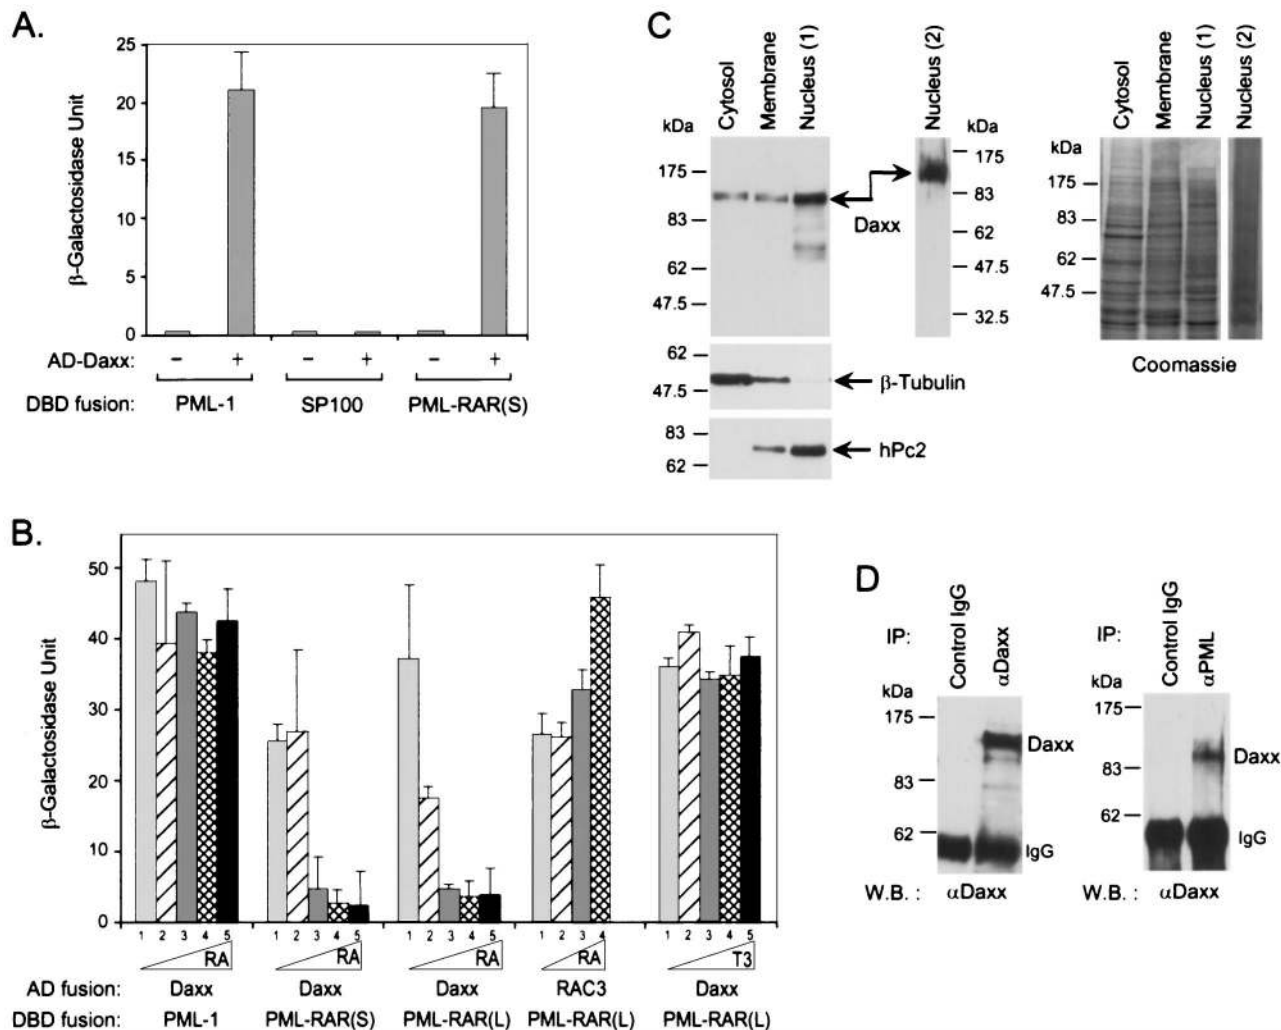 A.
25
20
15
10
5
0
β-Galactosidase Unit
AD-Daxx: − + − + − +
DBD fusion: PML-1 SP100 PML-RAR(S)
B.
50
40
30
20
10
0
β-Galactosidase Unit
1 2 3 4 5 1 2 3 4 5 1 2 3 4 5 1 2 3 4 1 2 3 4 5
RA RA RA RA T3
AD fusion: Daxx Daxx Daxx RAC3 Daxx
DBD fusion: PML-1 PML-RAR(S) PML-RAR(L) PML-RAR(L) PML-RAR(L)
C
Cytosol
Membrane
Nucleus (1)
kDa
175
83
62
47.5
Daxx
Nucleus (2)
kDa
175
83
62
47.5
32.5
62
47.5
β-Tubulin
83
62
hPc2
Cytosol
Membrane
Nucleus (1)
Nucleus (2)
kDa
175
83
62
47.5
Coomassie
D
IP: Control IgG αDaxx
kDa
175
83
62
Daxx
IgG
W.B. : αDaxx
IP: Control IgG αPML
kDa
175
83
62
Daxx
IgG
W.B. : αDaxx